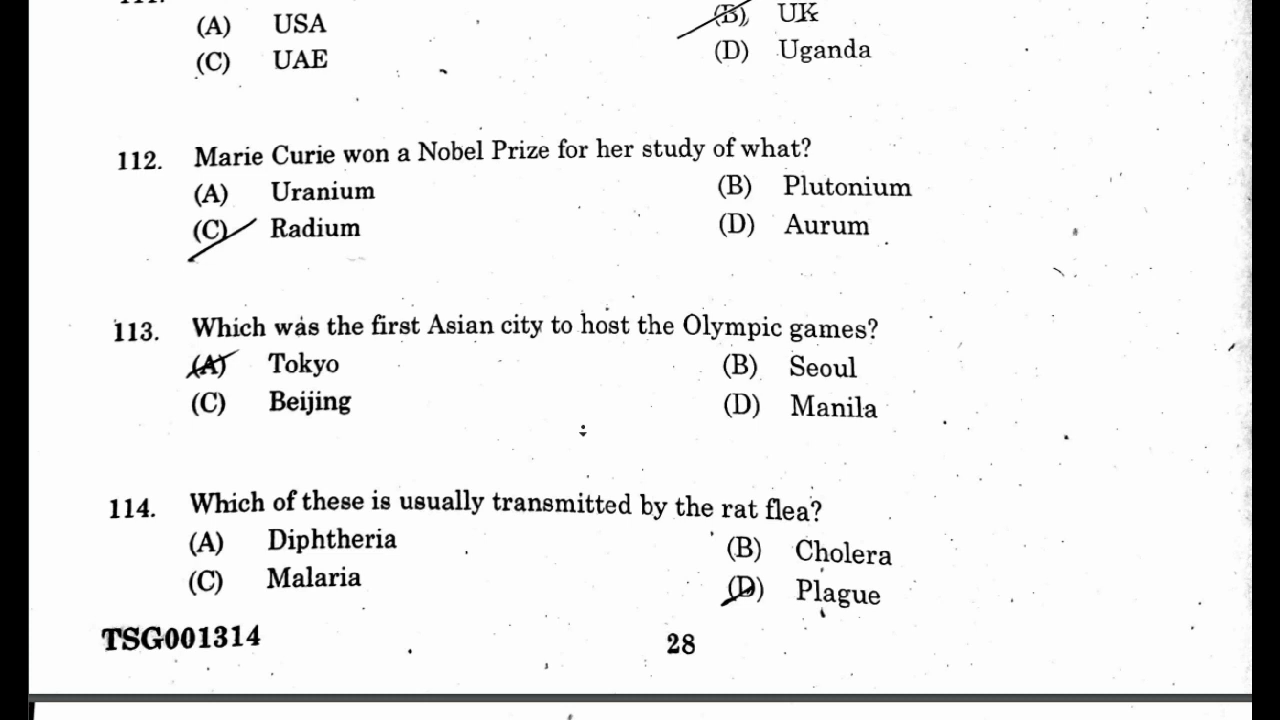 (A) USA (B) UK
(C) UAE (D) Uganda
112. Marie Curie won a Nobel Prize for her study of what?
(A) Uranium (B) Plutonium
(C) Radium (D) Aurum
113. Which was the first Asian city to host the Olympic games?
(A) Tokyo (B) Seoul
(C) Beijing (D) Manila
114. Which of these is usually transmitted by the rat flea?
(A) Diphtheria (B) Cholera
(C) Malaria (D) Plague
TSG001314 28